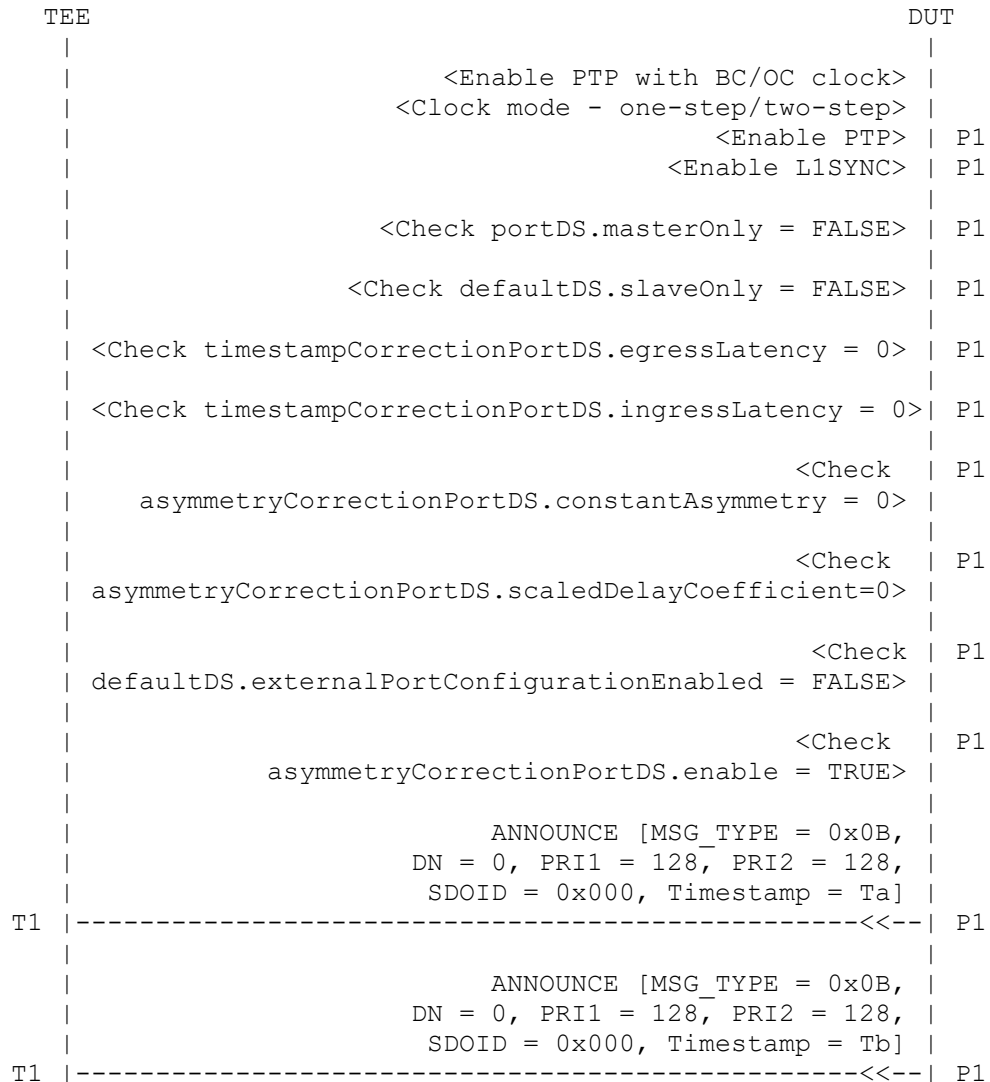 TEE DUT
| |
| <Enable PTP with BC/OC clock> |
| <Clock mode - one-step/two-step> |
| <Enable PTP> | P1
| <Enable L1SYNC> | P1
| |
| <Check portDS.masterOnly = FALSE> | P1
| |
| <Check defaultDS.slaveOnly = FALSE> | P1
| |
| <Check timestampCorrectionPortDS.egressLatency = 0> | P1
| |
| <Check timestampCorrectionPortDS.ingressLatency = 0>| P1
| |
| <Check | P1
| asymmetryCorrectionPortDS.constantAsymmetry = 0> |
| |
| <Check | P1
| asymmetryCorrectionPortDS.scaledDelayCoefficient=0> |
| |
| <Check | P1
| defaultDS.externalPortConfigurationEnabled = FALSE> |
| |
| <Check | P1
| asymmetryCorrectionPortDS.enable = TRUE> |
| |
| ANNOUNCE [MSG_TYPE = 0x0B, |
| DN = 0, PRI1 = 128, PRI2 = 128, |
| SDOID = 0x000, Timestamp = Ta] |
T1 |--------------------------------------------------<<--| P1
| |
| ANNOUNCE [MSG_TYPE = 0x0B, |
| DN = 0, PRI1 = 128, PRI2 = 128, |
| SDOID = 0x000, Timestamp = Tb] |
T1 |--------------------------------------------------<<--| P1